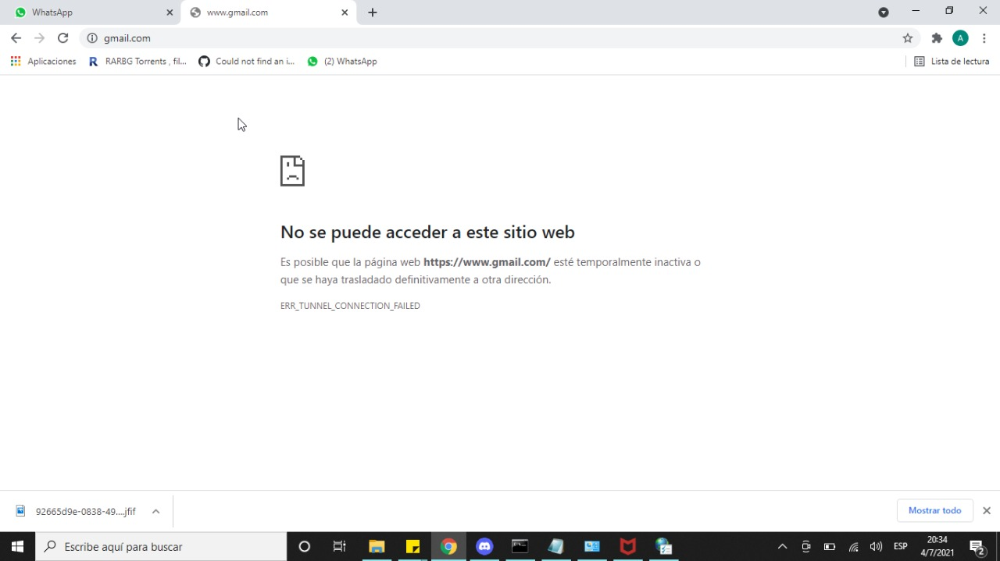 WhatsApp
www.gmail.com
gmail.com
Aplicaciones
RARBG Torrents , fil...
Could not find an i...
(2) WhatsApp
Lista de lectura
A
No se puede acceder a este sitio web
Es posible que la página web https://www.gmail.com/ esté temporalmente inactiva o
que se haya trasladado definitivamente a otra dirección.
ERR_TUNNEL_CONNECTION_FAILED
92665d9e-0838-49....jfif
Mostrar todo
Escribe aquí para buscar
ESP
20:34
4/7/2021
2